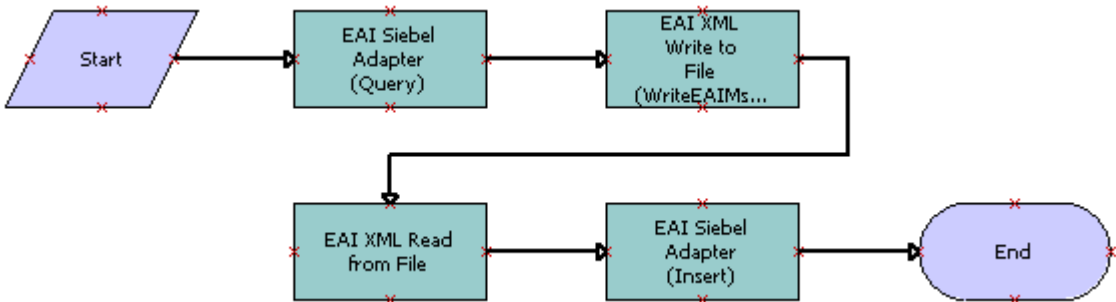 Start
EAI Siebel
Adapter
(Query)
EAI XML
Write to
File
(WriteEAIMs...
EAI XML Read
from File
EAI Siebel
Adapter
(Insert)
End